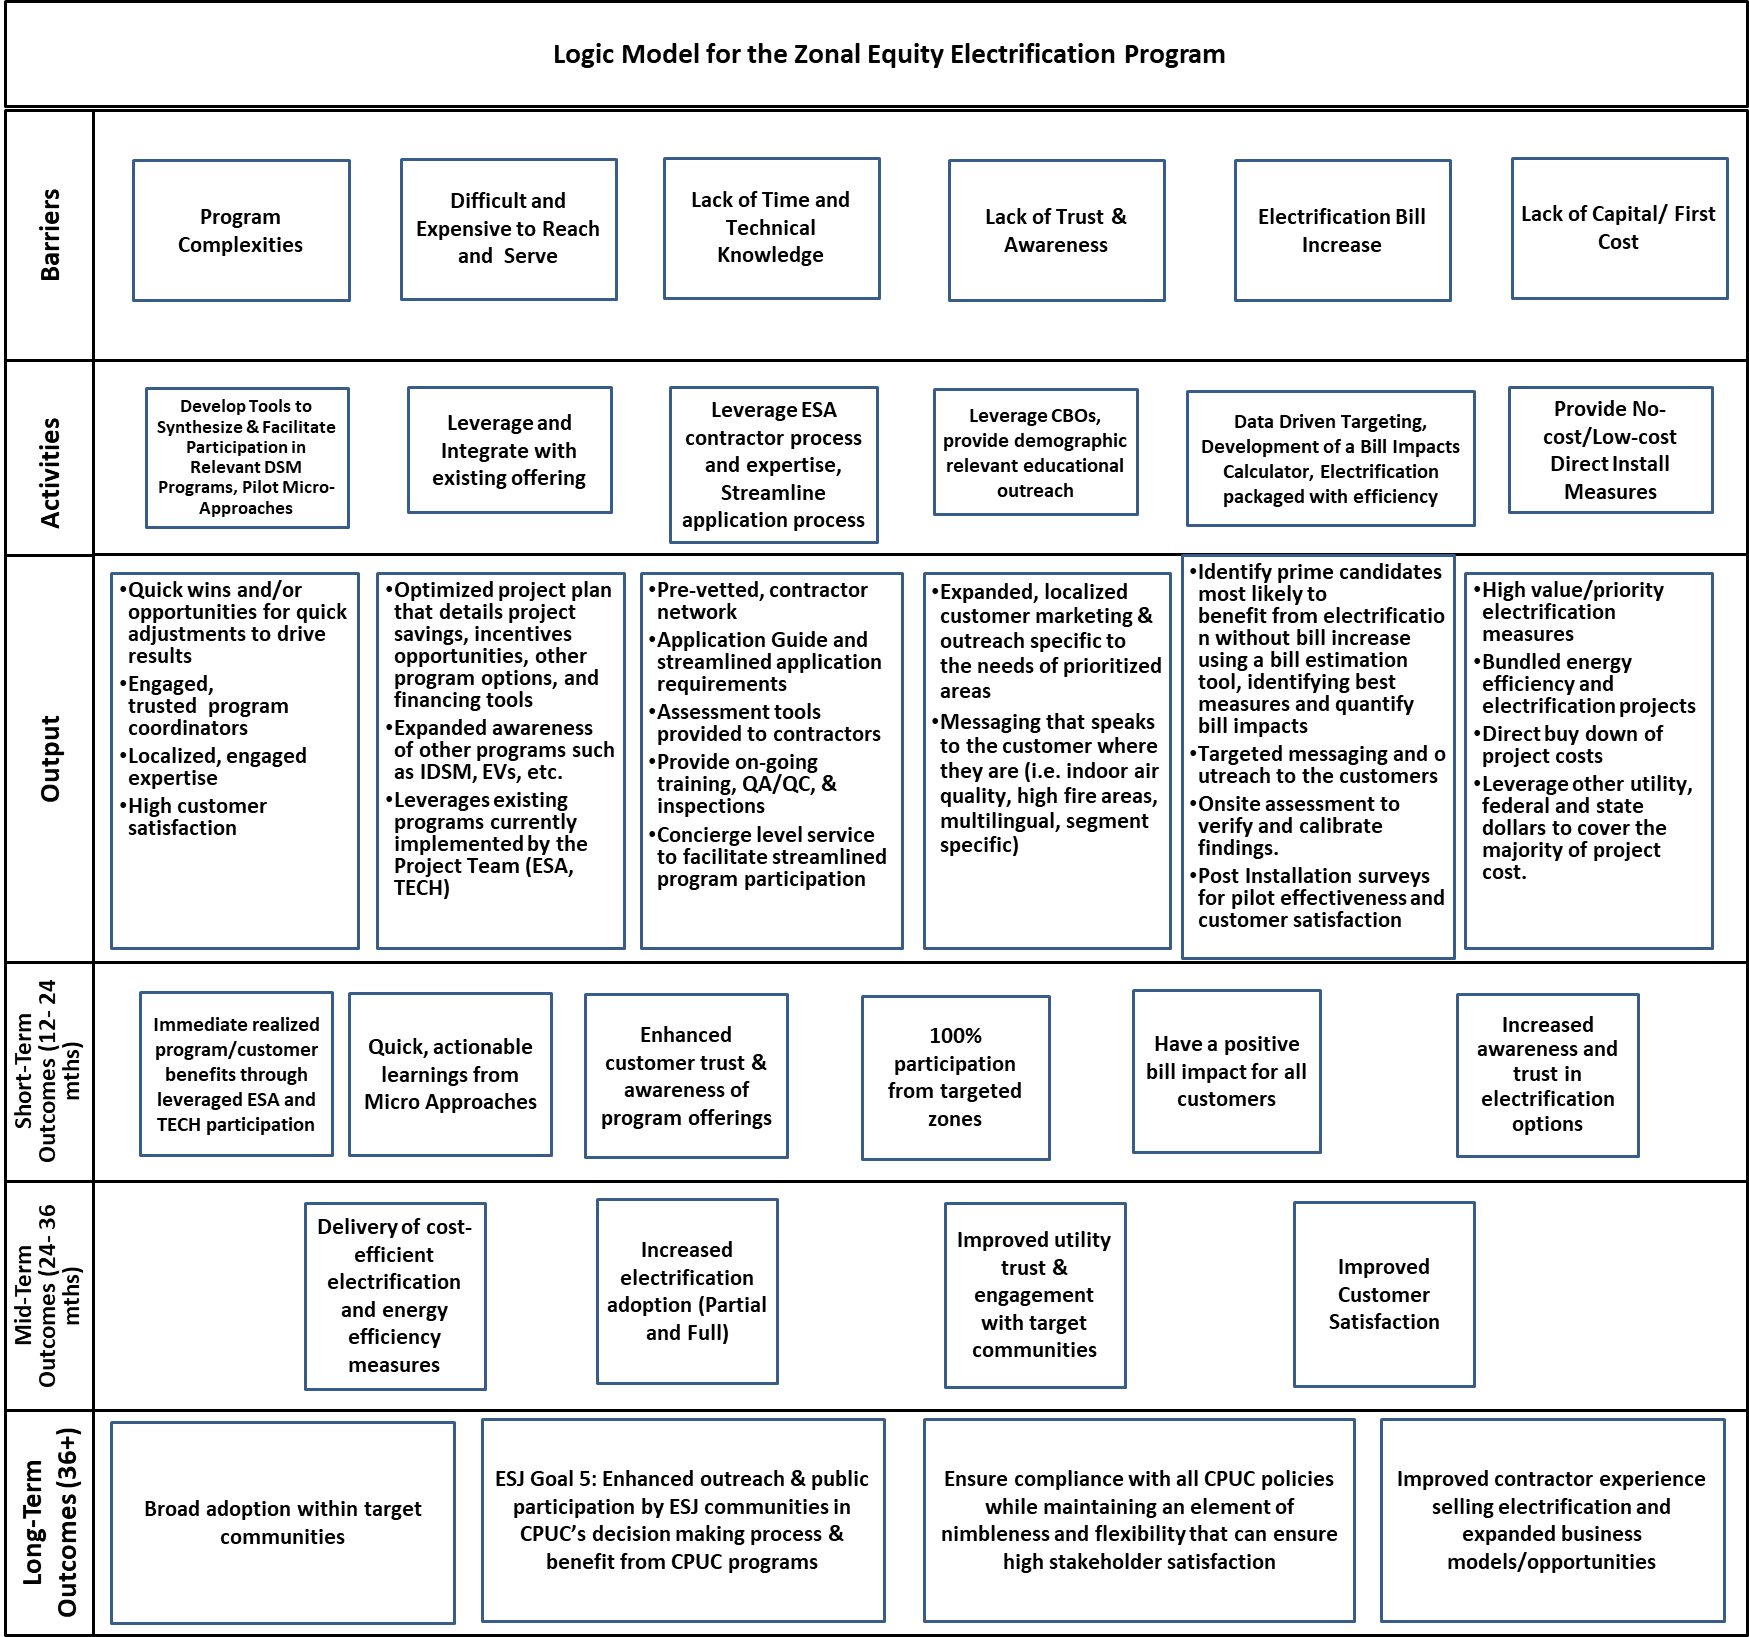 Logic Model for the Zonal Equity Electrification Program
Barriers
Program
Complexities
Difficult and
Expensive to Reach
and Serve
Lack of Time and
Technical
Knowledge
Lack of Trust &
Awareness
Electrification Bill
Increase
Lack of Capital/ First
Cost
Activities
Develop Tools to
Synthesize & Facilitate
Participation in
Relevant DSM
Programs, Pilot Micro-
Approaches
Leverage and
Integrate with
existing offering
Leverage ESA
contractor process
and expertise,
Streamline
application process
Leverage CBOs,
provide demographic
relevant educational
outreach
Data Driven Targeting,
Development of a Bill Impacts
Calculator, Electrification
packaged with efficiency
Provide No-
cost/Low-cost
Direct Install
Measures
Output
•Quick wins and/or
opportunities for quick
adjustments to drive
results
•Engaged,
trusted program
coordinators
•Localized, engaged
expertise
•High customer
satisfaction
•Optimized project plan
that details project
savings, incentives
opportunities, other
program options, and
financing tools
•Expanded awareness
of other programs such
as IDSM, EVs, etc.
•Leverages existing
programs currently
implemented by the
Project Team (ESA,
TECH)
•Pre-vetted, contractor
network
•Application Guide and
streamlined application
requirements
•Assessment tools
provided to contractors
•Provide on-going
training, QA/QC, &
inspections
•Concierge level service
to facilitate streamlined
program participation
•Expanded, localized
customer marketing &
outreach specific to
the needs of prioritized
areas
•Messaging that speaks
to the customer where
they are (i.e. indoor air
quality, high fire areas,
multilingual, segment
specific)
•Identify prime candidates
most likely to
benefit from electrificatio
n without bill increase
using a bill estimation
tool, identifying best
measures and quantify
bill impacts
•Targeted messaging and o
utreach to the customers
•Onsite assessment to
verify and calibrate
findings.
•Post Installation surveys
for pilot effectiveness and
customer satisfaction
•High value/priority
electrification
measures
•Bundled energy
efficiency and
electrification projects
•Direct buy down of
project costs
•Leverage other utility,
federal and state
dollars to cover the
majority of project
cost.
Short-Term
Outcomes (12- 24
mths)
Immediate realized
program/customer
benefits through
leveraged ESA and
TECH participation
Quick, actionable
learnings from
Micro Approaches
Enhanced
customer trust &
awareness of
program offerings
100%
participation
from targeted
zones
Have a positive
bill impact for all
customers
Increased
awareness and
trust in
electrification
options
Mid-Term
Outcomes (24- 36
mths)
Delivery of cost-
efficient
electrification
and energy
efficiency
measures
Increased
electrification
adoption (Partial
and Full)
Improved utility
trust &
engagement
with target
communities
Improved
Customer
Satisfaction
Long-Term
Outcomes (36+)
Broad adoption within target
communities
ESJ Goal 5: Enhanced outreach & public
participation by ESJ communities in
CPUC’s decision making process &
benefit from CPUC programs
Ensure compliance with all CPUC policies
while maintaining an element of
nimbleness and flexibility that can ensure
high stakeholder satisfaction
Improved contractor experience
selling electrification and
expanded business
models/opportunities